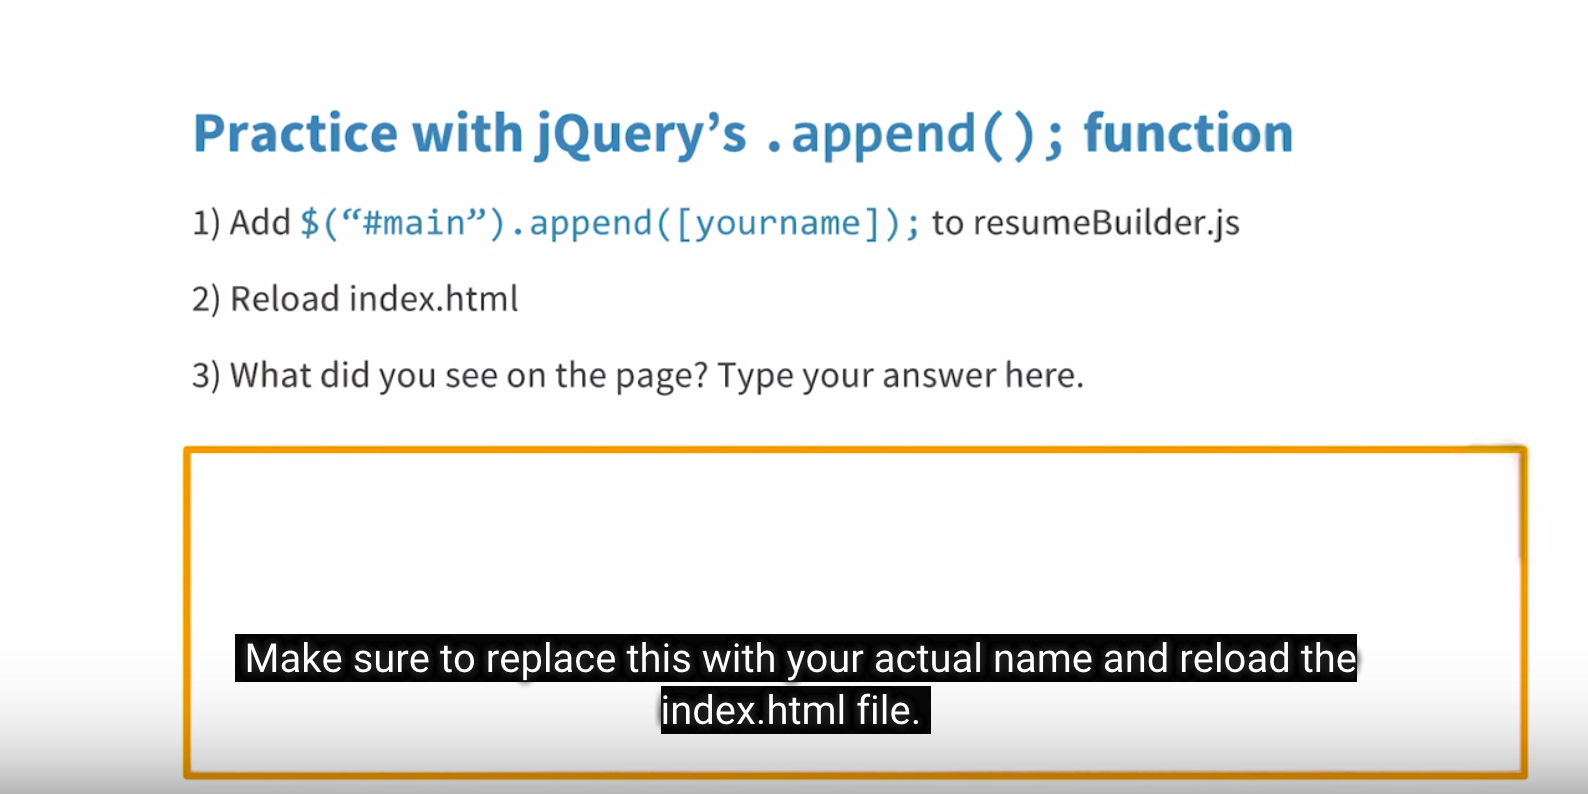 Practice with jQuery’s .append(); function
1) Add $(“#main”).append([yourname]); to resumeBuilder.js
2) Reload index.html
3) What did you see on the page? Type your answer here.
Make sure to replace this with your actual name and reload the
index.html file.